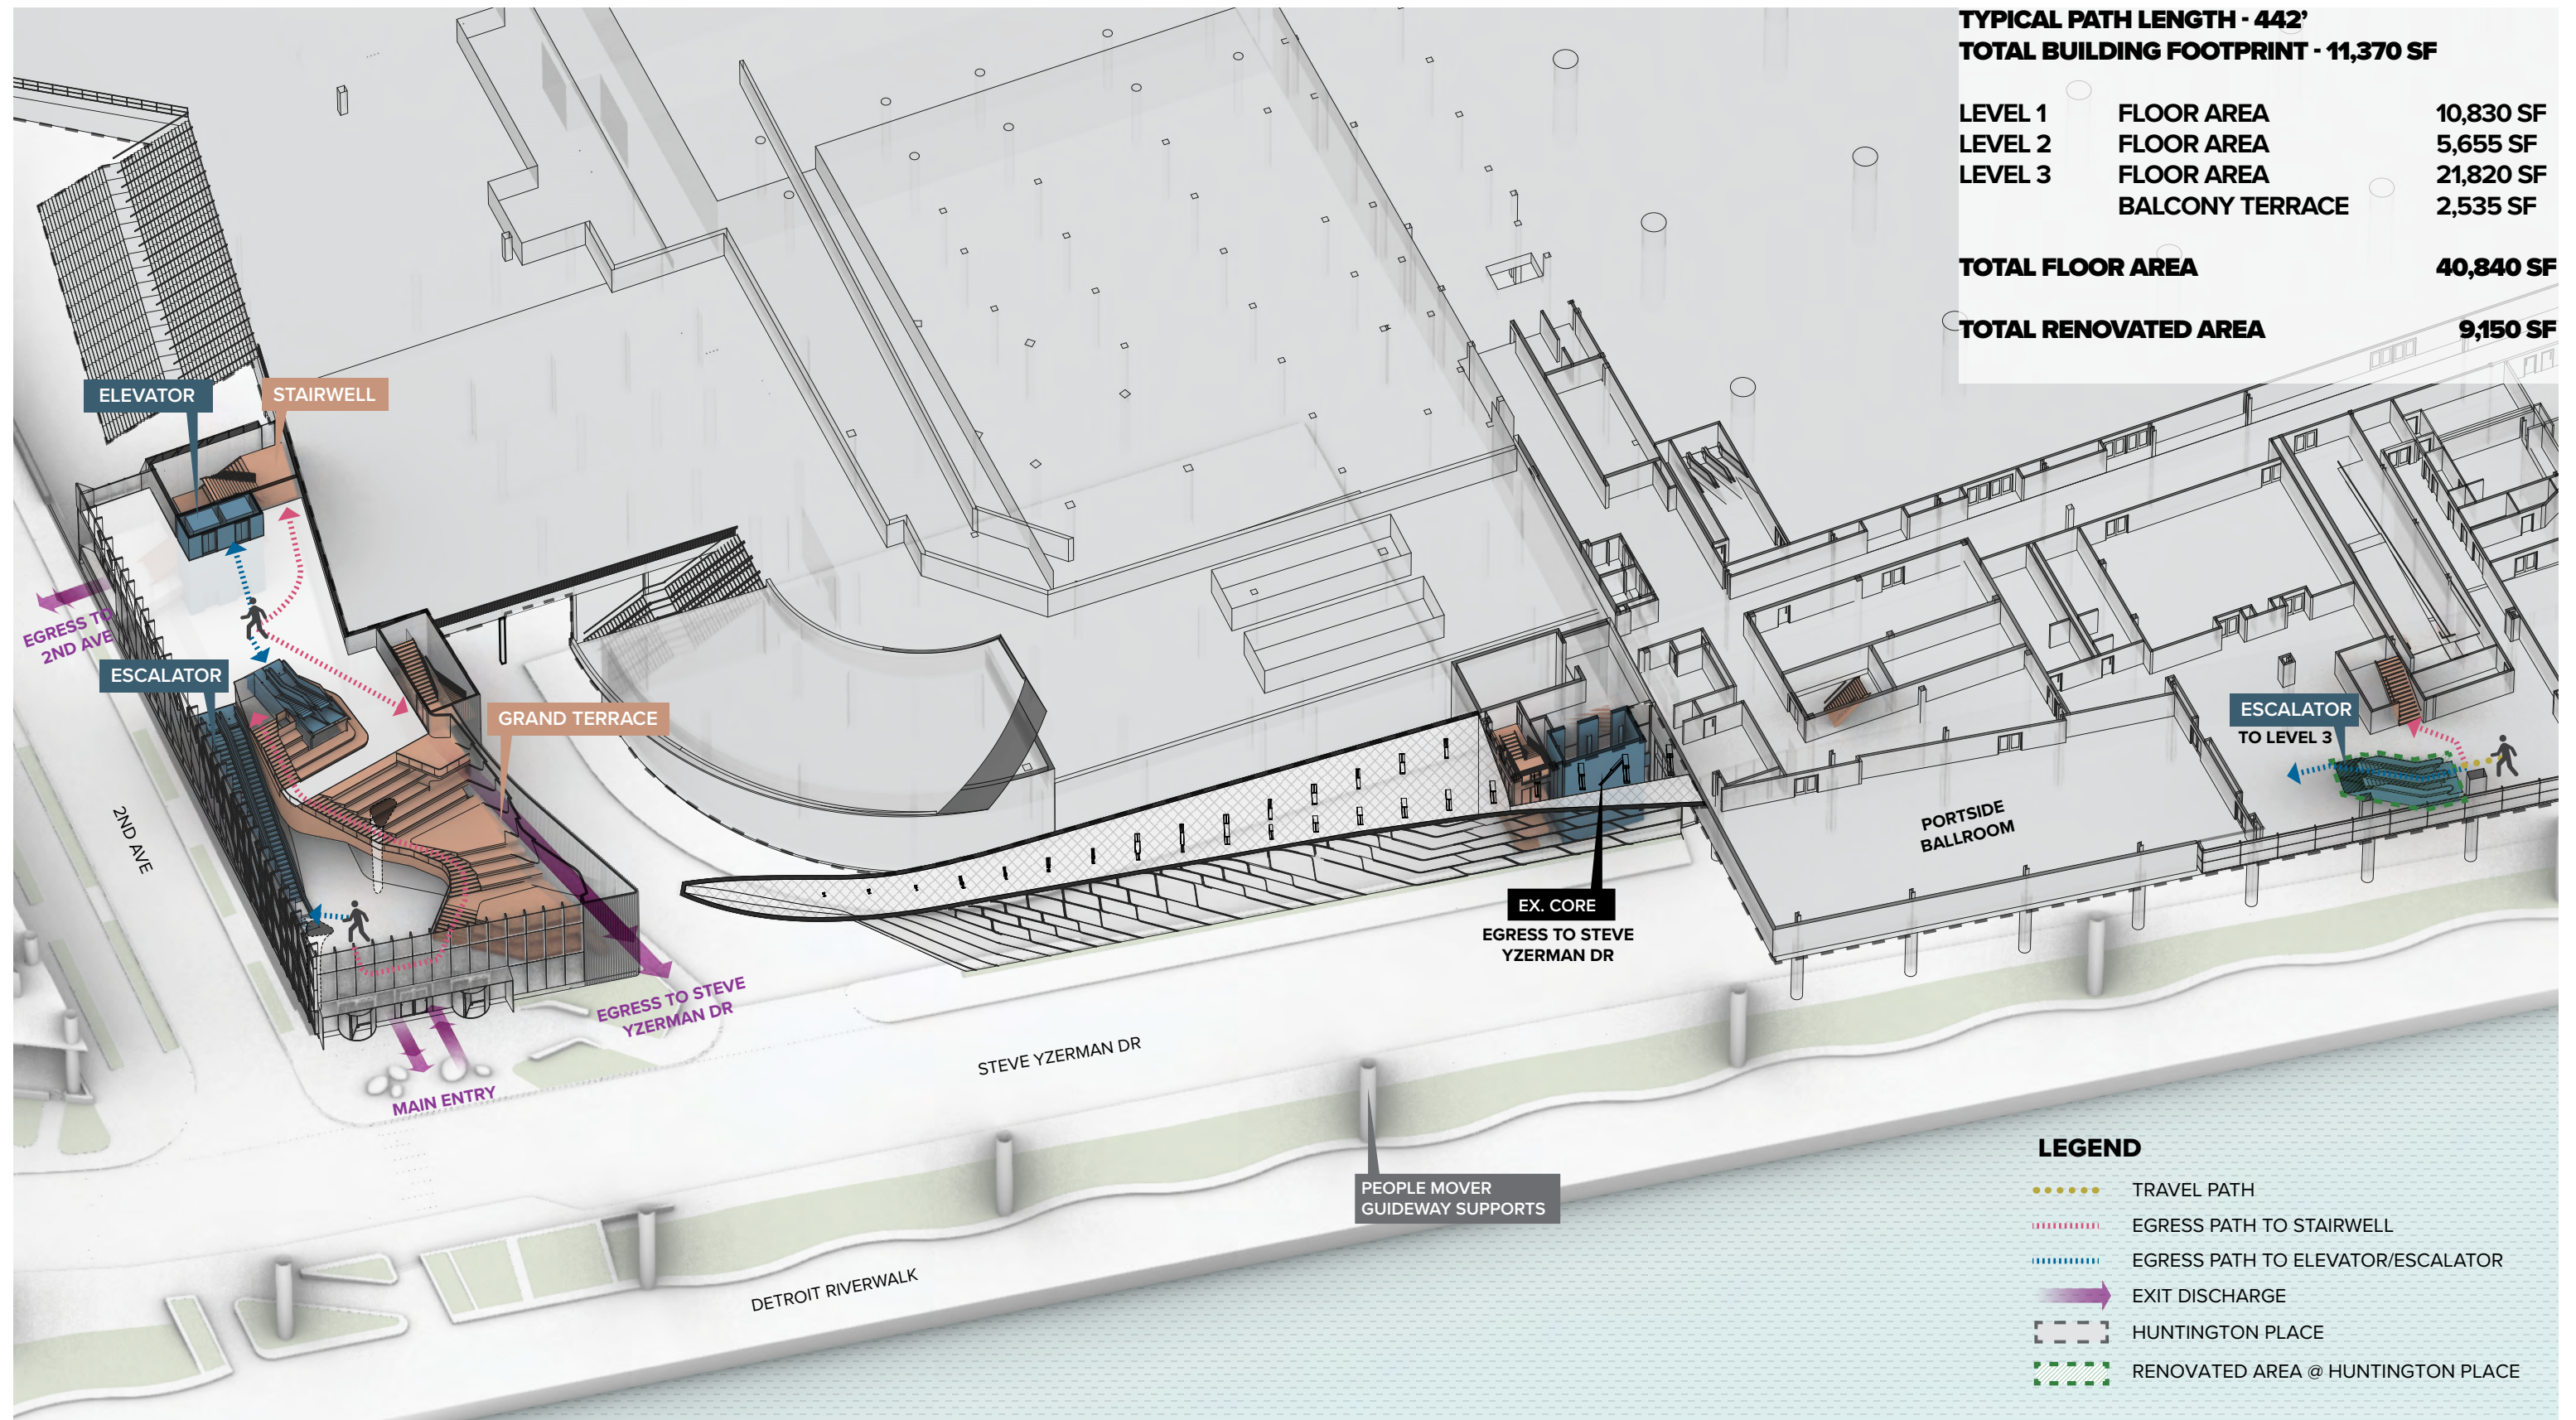 TYPICAL PATH LENGTH - 442'
TOTAL BUILDING FOOTPRINT - 11,370 SF
LEVEL 1 FLOOR AREA 10,830 SF
LEVEL 2 FLOOR AREA 5,655 SF
LEVEL 3 FLOOR AREA 21,820 SF
BALCONY TERRACE 2,535 SF
TOTAL FLOOR AREA 40,840 SF
TOTAL RENOVATED AREA 9,150 SF
ELEVATOR
STAIRWELL
EGRESS TO
2ND AVE
ESCALATOR
GRAND TERRACE
2ND AVE
ESCALATOR
TO LEVEL 3
PORTSIDE
BALLROOM
EX. CORE
EGRESS TO STEVE
YZERMAN DR
EGRESS TO STEVE
YZERMAN DR
MAIN ENTRY
STEVE YZERMAN DR
PEOPLE MOVER
GUIDEWAY SUPPORTS
DETROIT RIVERWALK
LEGEND
TRAVEL PATH
EGRESS PATH TO STAIRWELL
EGRESS PATH TO ELEVATOR/ESCALATOR
EXIT DISCHARGE
HUNTINGTON PLACE
RENOVATED AREA @ HUNTINGTON PLACE